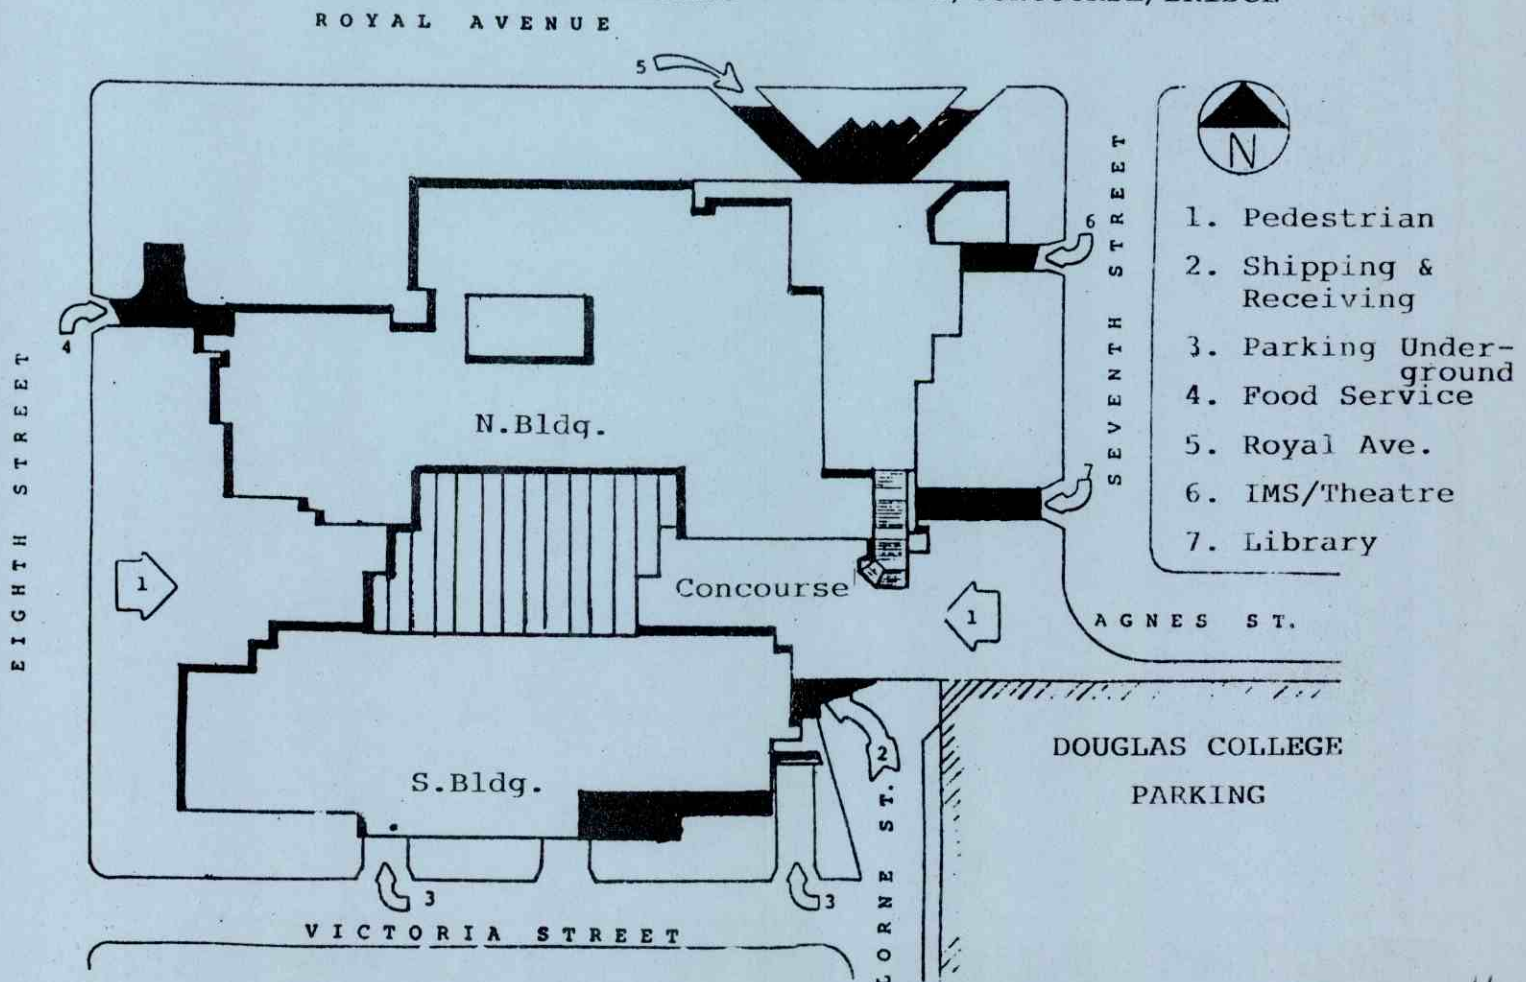 ROYAL AVENUE
5
N
SEVENTH STREET
6
1. Pedestrian
2. Shipping &
Receiving
3. Parking Under-
ground
4. Food Service
5. Royal Ave.
6. IMS/Theatre
7. Library
4
EIGHTH STREET
N.Bldg.
7
1
Concourse
1
AGNES ST.
S.Bldg.
2
DOUGLAS COLLEGE
PARKING
3
3
VICTORIA STREET
LORNE ST.